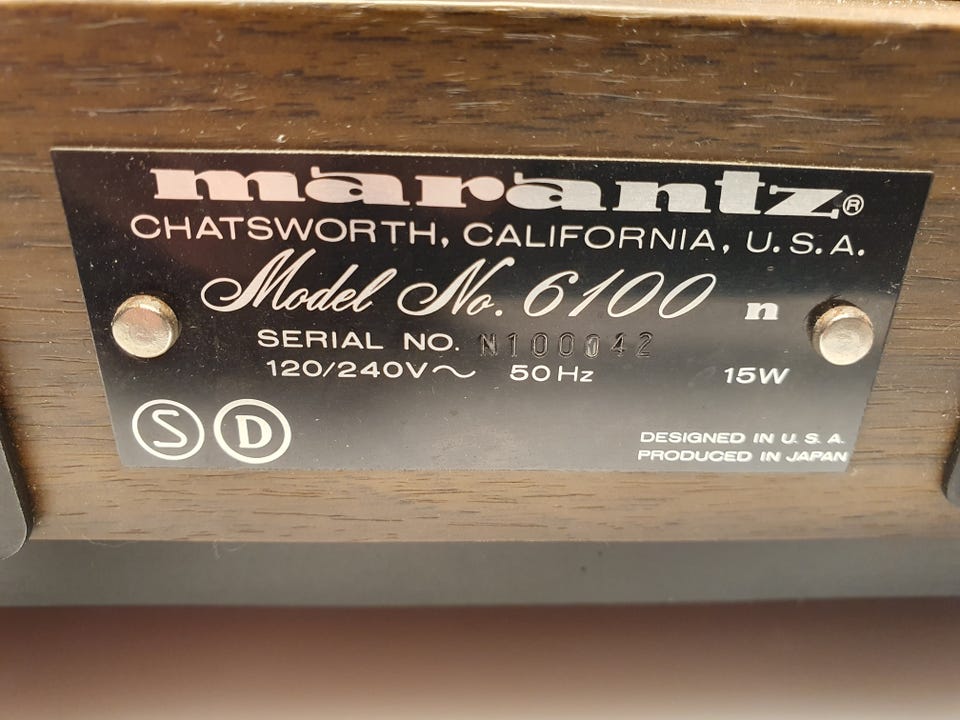 marantz®
CHATSWORTH, CALIFORNIA, U.S.A.
Model No. 6100 n
SERIAL NO. N100042
120/240V~ 50Hz 15W
S D
DESIGNED IN U.S.A.
PRODUCED IN JAPAN